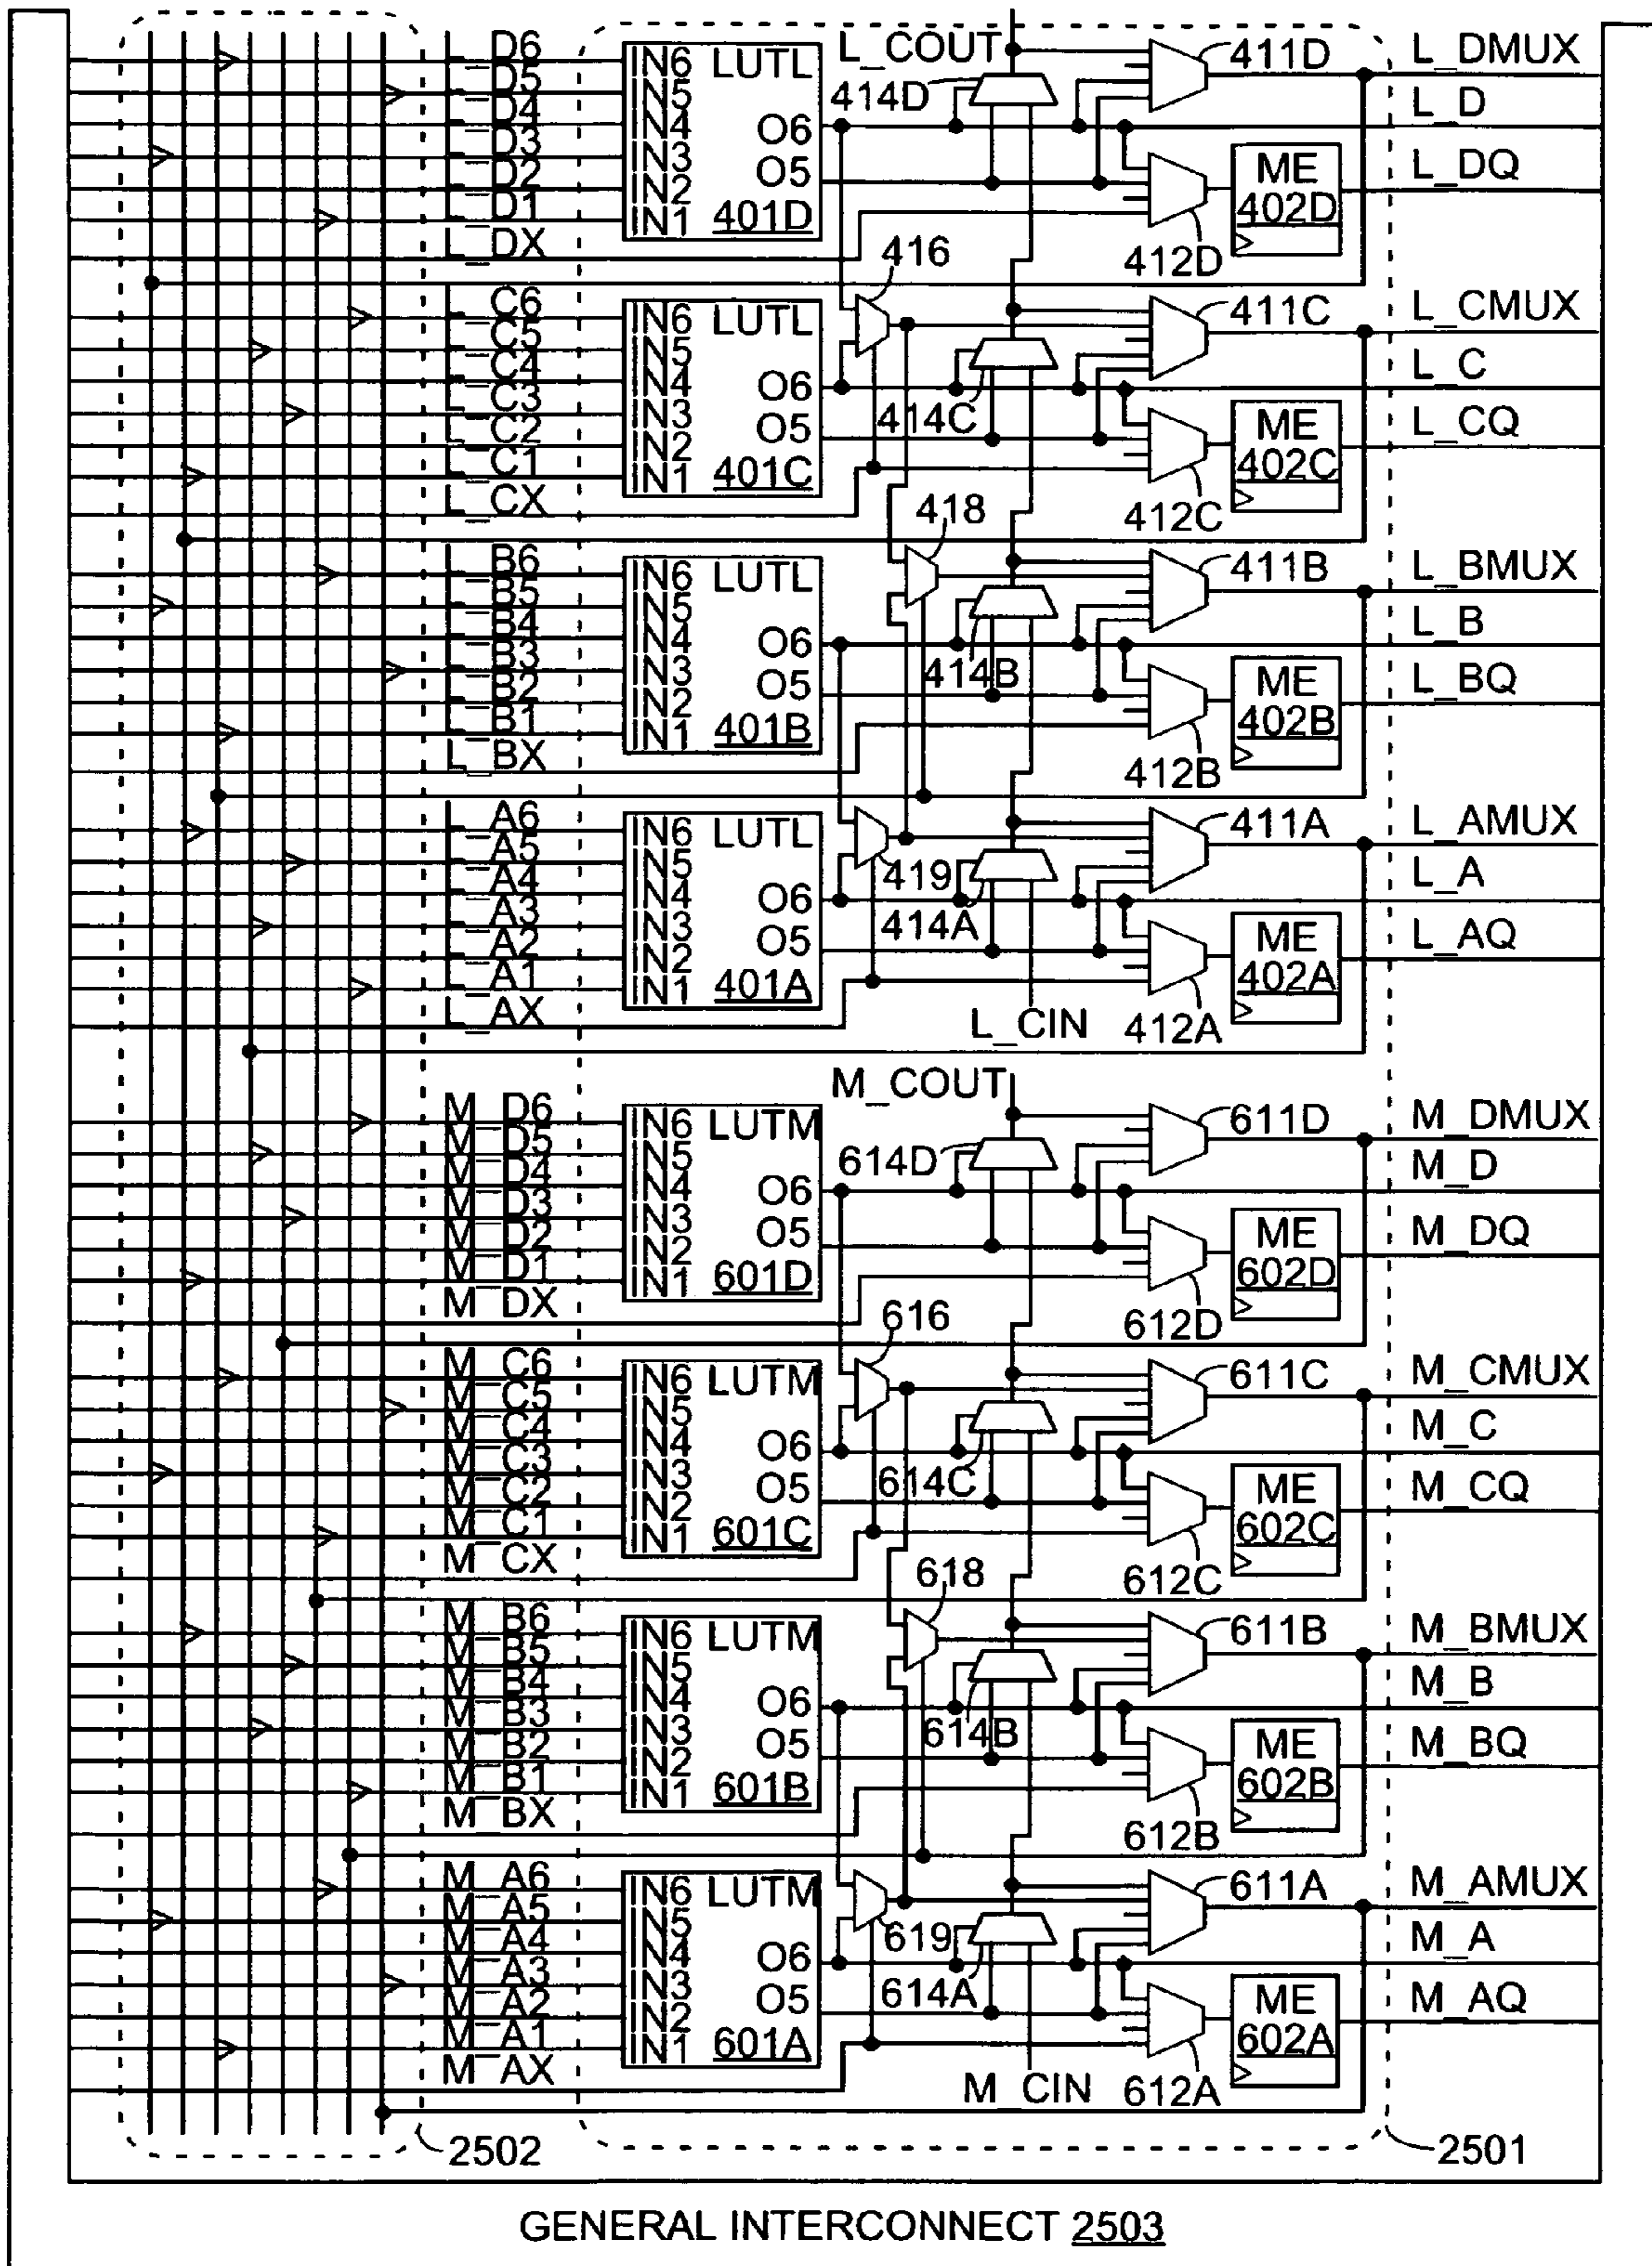 L_D6
L_D5
L_D4
L_D3
L_D2
L_D1
L_DX
IN6 LUTL
IN5
IN4
IN3
IN2
IN1
O6
O5
401D
L_COUT
414D
411D
412D
ME
402D
L_DMUX
L_D
L_DQ
416
L_C6
L_C5
L_C4
L_C3
L_C2
L_C1
L_CX
IN6 LUTL
IN5
IN4
IN3
IN2
IN1
O6
O5
401C
414C
411C
412C
ME
402C
L_CMUX
L_C
L_CQ
418
L_B6
L_B5
L_B4
L_B3
L_B2
L_B1
L_BX
IN6 LUTL
IN5
IN4
IN3
IN2
IN1
O6
O5
401B
414B
411B
412B
ME
402B
L_BMUX
L_B
L_BQ
L_A6
L_A5
L_A4
L_A3
L_A2
L_A1
L_AX
IN6 LUTL
IN5
IN4
IN3
IN2
IN1
O6
O5
401A
419
414A
L_CIN
411A
412A
ME
402A
L_AMUX
L_A
L_AQ
M_D6
M_D5
M_D4
M_D3
M_D2
M_D1
M_DX
IN6 LUTM
IN5
IN4
IN3
IN2
IN1
O6
O5
601D
M_COUT
614D
611D
612D
ME
602D
M_DMUX
M_D
M_DQ
616
M_C6
M_C5
M_C4
M_C3
M_C2
M_C1
M_CX
IN6 LUTM
IN5
IN4
IN3
IN2
IN1
O6
O5
601C
614C
611C
612C
ME
602C
M_CMUX
M_C
M_CQ
618
M_B6
M_B5
M_B4
M_B3
M_B2
M_B1
M_BX
IN6 LUTM
IN5
IN4
IN3
IN2
IN1
O6
O5
601B
614B
611B
612B
ME
602B
M_BMUX
M_B
M_BQ
M_A6
M_A5
M_A4
M_A3
M_A2
M_A1
M_AX
IN6 LUTM
IN5
IN4
IN3
IN2
IN1
O6
O5
601A
619
614A
M_CIN
611A
612A
ME
602A
M_AMUX
M_A
M_AQ
2502
2501
GENERAL INTERCONNECT 2503